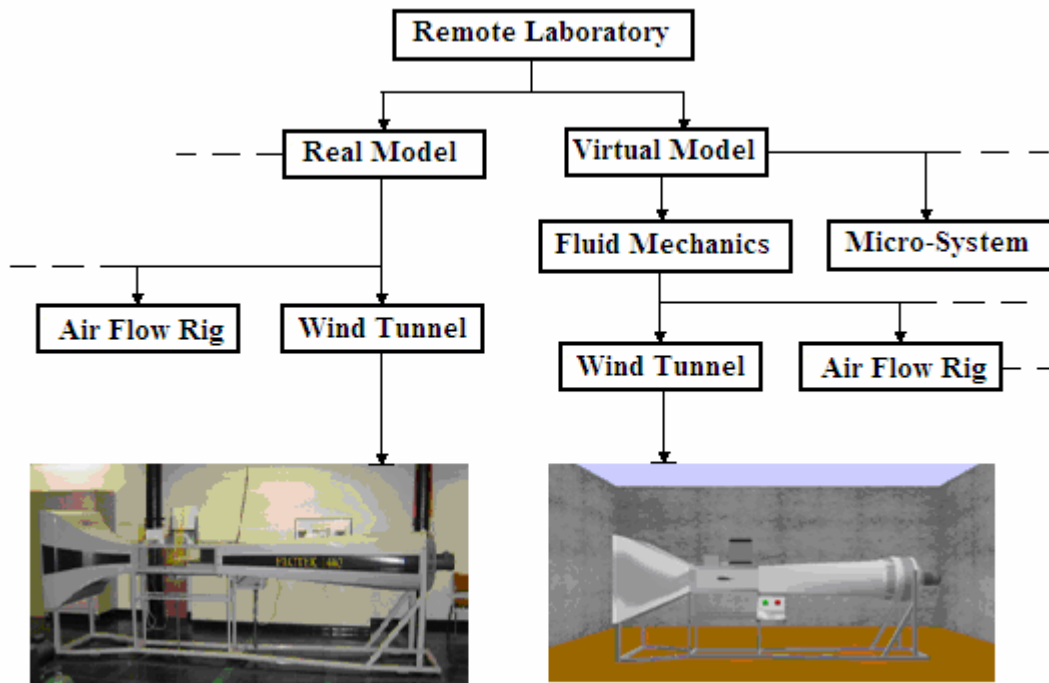 Remote Laboratory
Real Model
Virtual Model
Fluid Mechanics
Micro-System
Air Flow Rig
Wind Tunnel
Wind Tunnel
Air Flow Rig